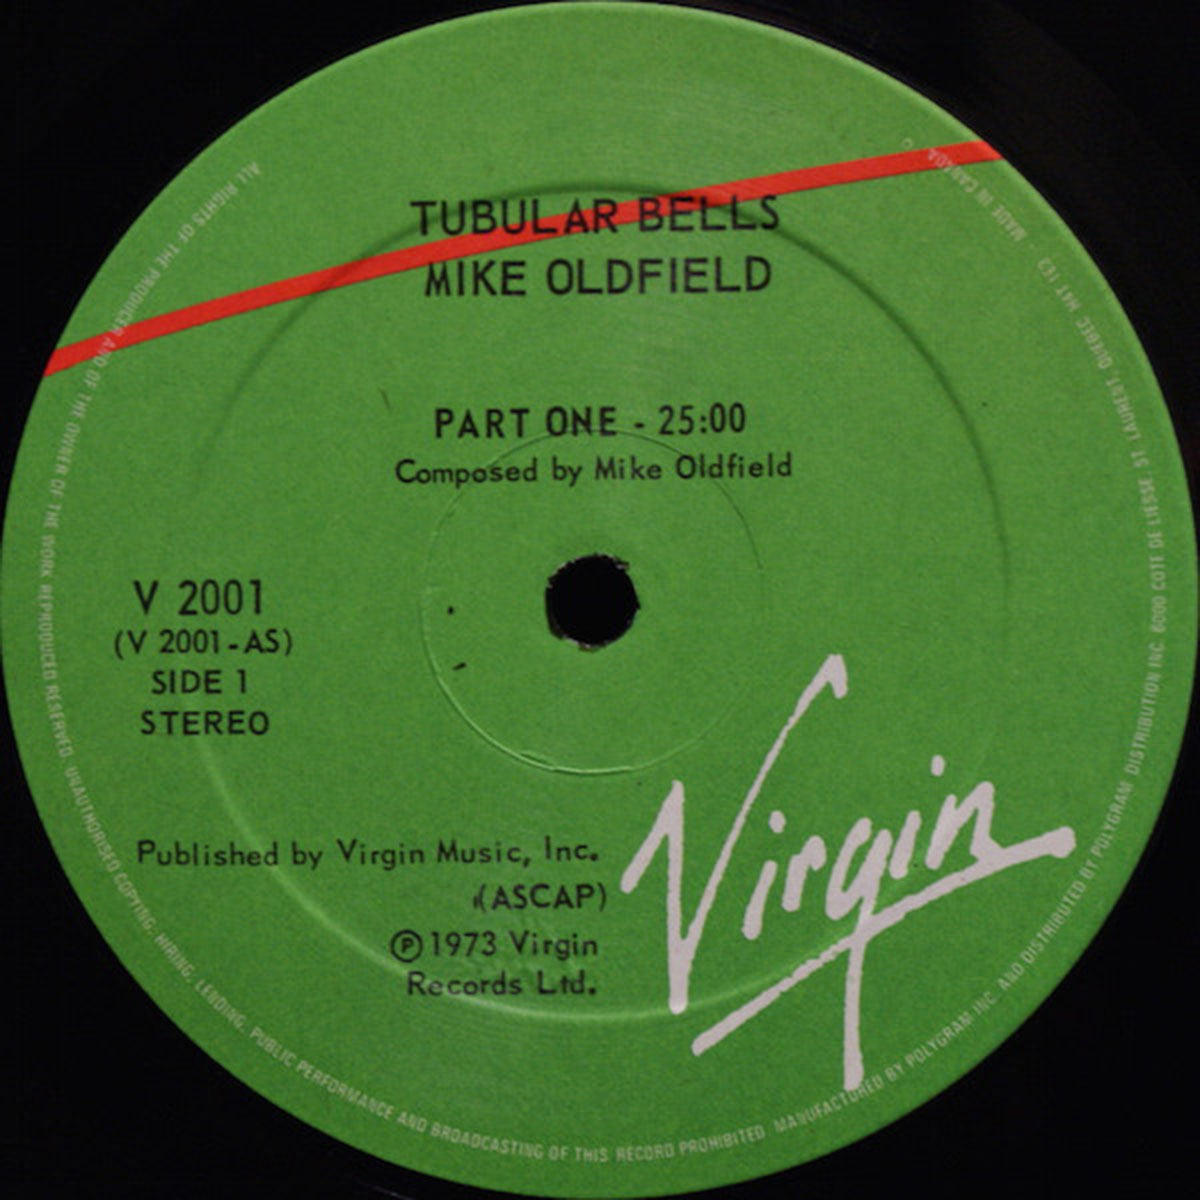 TUBULAR BELLS
MIKE OLDFIELD
PART ONE - 25:00
Composed by Mike Oldfield
V 2001
(V 2001-AS)
SIDE 1
STEREO
Published by Virgin Music, Inc.
(ASCAP)
℗1973 Virgin
Records Ltd.
Virgin
ALL RIGHTS OF THE PRODUCER AND OF THE OWNER OF THE WORK REPRODUCED RESERVED. UNAUTHORISED COPYING, HIRING, LENDING, PUBLIC PERFORMANCE AND BROADCASTING OF THIS RECORD PROHIBITED. MANUFACTURED BY POLYGRAM INC. AND DISTRIBUTED BY POLYGRAM DISTRIBUTION INC. 6000 COTE DE LIESSE ST LAURENT, QUEBEC H4T 1E3 . MADE IN CANADA